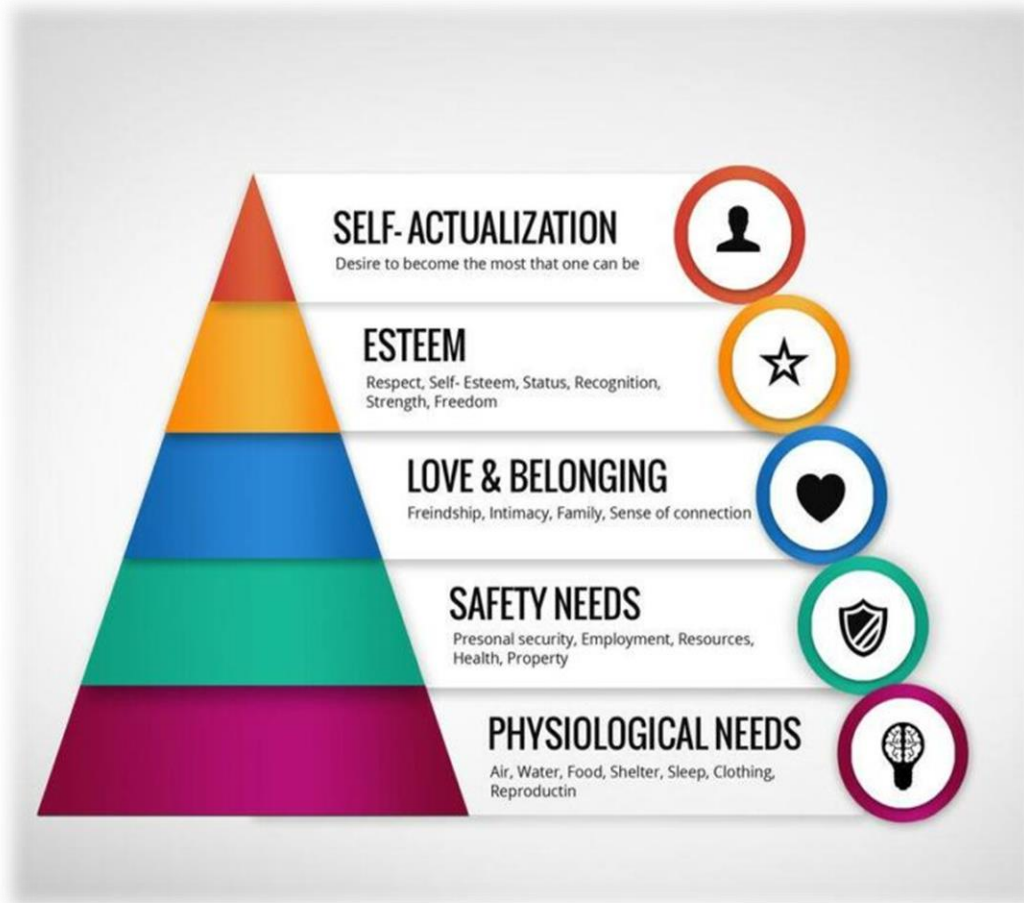 SELF- ACTUALIZATION
Desire to become the most that one can be
ESTEEM
Respect, Self- Esteem, Status, Recognition,
Strength, Freedom
LOVE & BELONGING
Freindship, Intimacy, Family, Sense of connection
SAFETY NEEDS
Presonal security, Employment, Resources,
Health, Property
PHYSIOLOGICAL NEEDS
Air, Water, Food, Shelter, Sleep, Clothing,
Reproductin